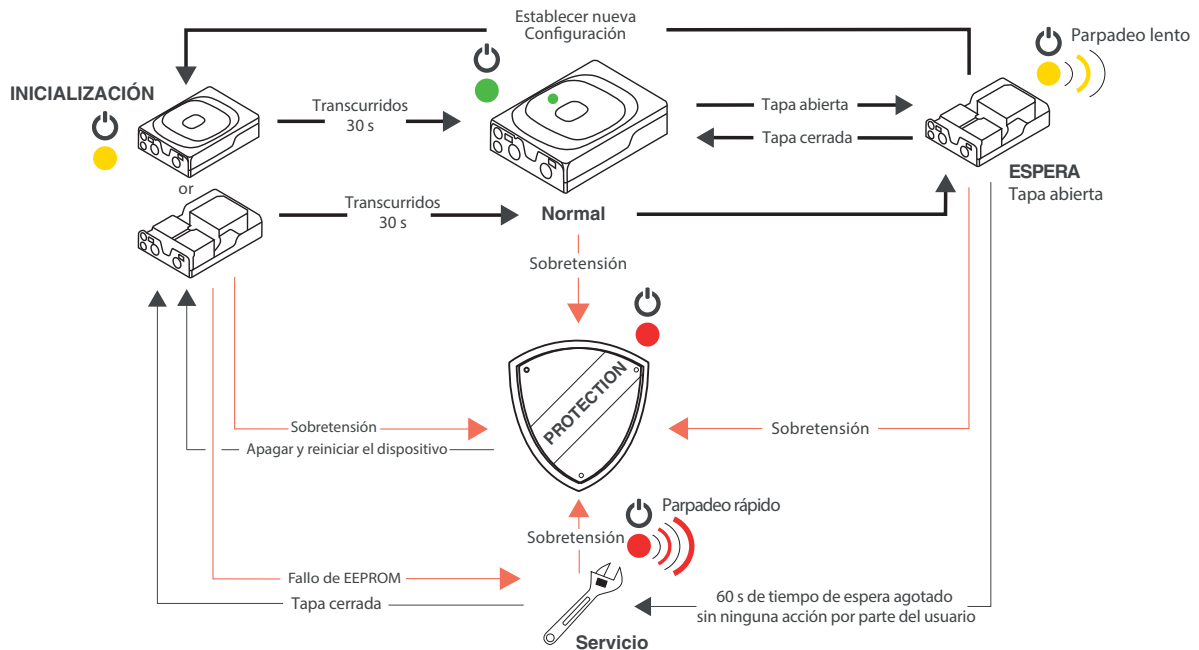 Establecer nueva
Configuración
Parpadeo lento
INICIALIZACIÓN
Transcurridos
30 s
Tapa abierta
Tapa cerrada
ESPERA
Tapa abierta
or
Transcurridos
30 s
Normal
Sobretensión
PROTECTION
Sobretensión
Sobretensión
Apagar y reiniciar el dispositivo
Parpadeo rápido
Sobretensión
Fallo de EEPROM
Tapa cerrada
60 s de tiempo de espera agotado
sin ninguna acción por parte del usuario
Servicio